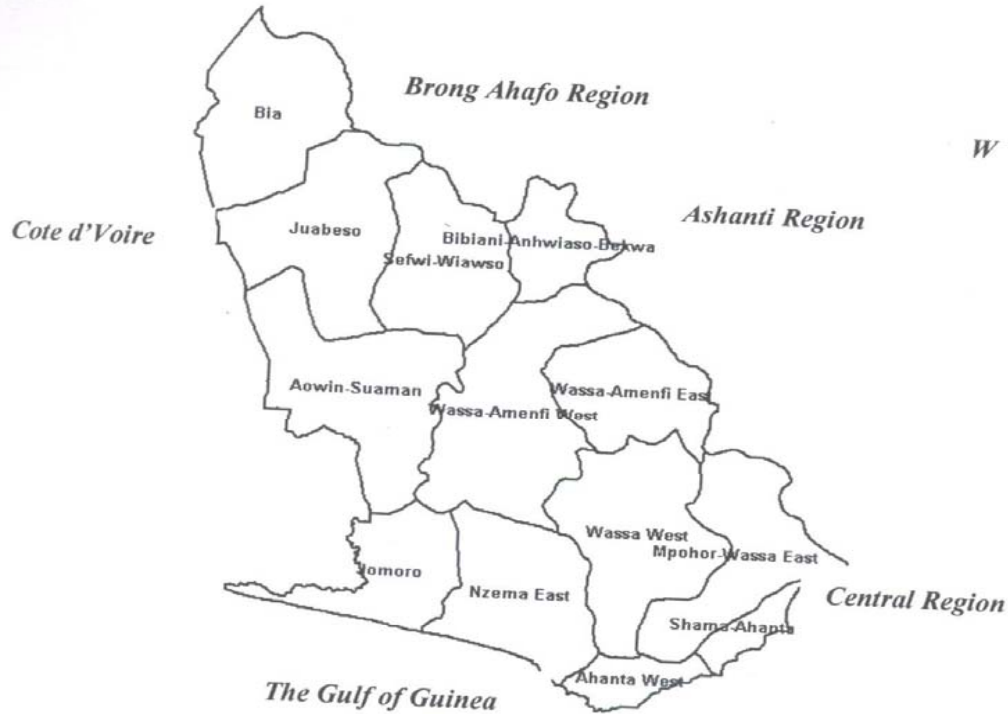 Brong Ahafo Region
Bia
W
Ashanti Region
Cote d'Voire
Juabeso
Bibiani-Anhwiaso-Bekwa
Sefwi-Wiawso
Aowin-Suaman
Wassa-Amenfi East
Wassa-Amenfi West
Wassa West
Mpohor-Wassa East
Jomoro
Nzema East
Central Region
Shama-Ahanta
Ahanta West
The Gulf of Guinea